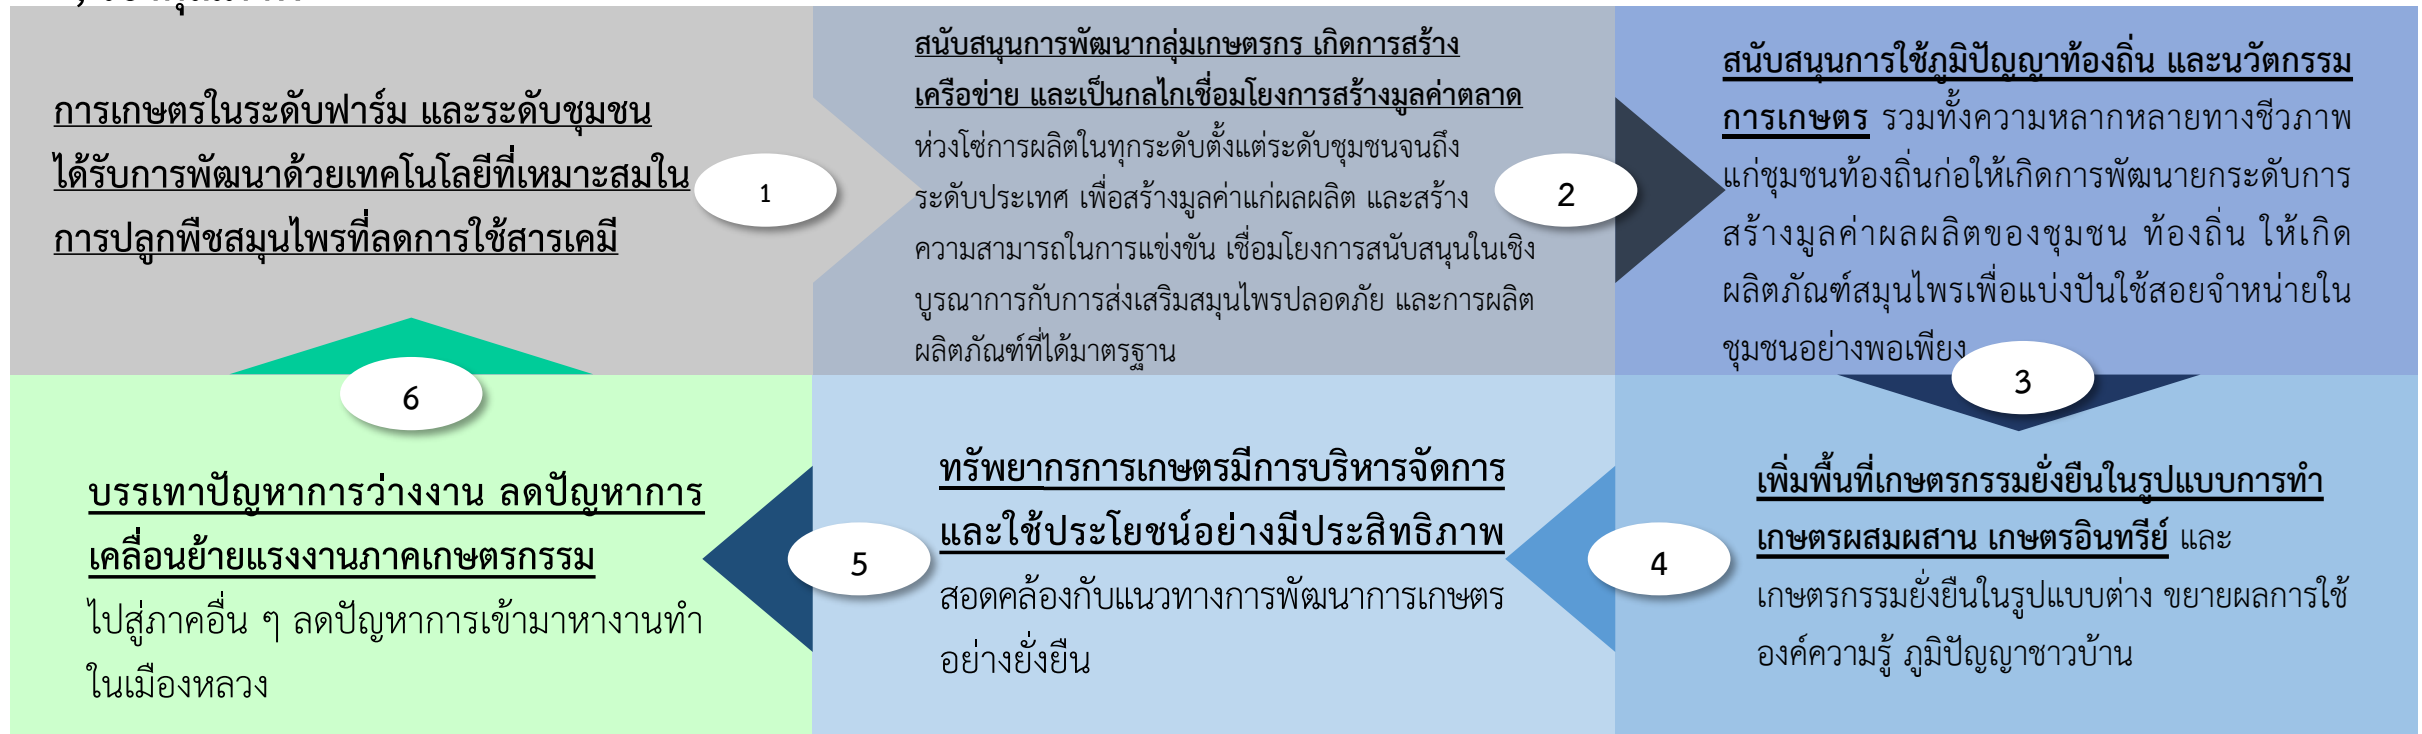 การเกษตรในระดับฟาร์ม และระดับชุมชน
ได้รับการพัฒนาด้วยเทคโนโลยีที่เหมาะสมใน
การปลูกพืชสมุนไพรที่ลดการใช้สารเคมี
1
สนับสนุนการพัฒนากลุ่มเกษตรกร เกิดการสร้าง
เครือข่าย และเป็นกลไกเชื่อมโยงการสร้างมูลค่าตลาด
ห่วงโซ่การผลิตในทุกระดับตั้งแต่ระดับชุมชนจนถึง
ระดับประเทศ เพื่อสร้างมูลค่าแก่ผลผลิต และสร้าง
ความสามารถในการแข่งขัน เชื่อมโยงการสนับสนุนในเชิง
บูรณาการกับการส่งเสริมสมุนไพรปลอดภัย และการผลิต
ผลิตภัณฑ์ที่ได้มาตรฐาน
2
สนับสนุนการใช้ภูมิปัญญาท้องถิ่น และนวัตกรรม
การเกษตร รวมทั้งความหลากหลายทางชีวภาพ
แก่ชุมชนท้องถิ่นก่อให้เกิดการพัฒนายกระดับการ
สร้างมูลค่าผลผลิตของชุมชน ท้องถิ่น ให้เกิด
ผลิตภัณฑ์สมุนไพรเพื่อแบ่งปันใช้สอยจำหน่ายใน
ชุมชนอย่างพอเพียง
3
เพิ่มพื้นที่เกษตรกรรมยั่งยืนในรูปแบบการทำ
เกษตรผสมผสาน เกษตรอินทรีย์ และ
เกษตรกรรมยั่งยืนในรูปแบบต่าง ขยายผลการใช้
องค์ความรู้ ภูมิปัญญาชาวบ้าน
4
ทรัพยากรการเกษตรมีการบริหารจัดการ
และใช้ประโยชน์อย่างมีประสิทธิภาพ
สอดคล้องกับแนวทางการพัฒนาการเกษตร
อย่างยั่งยืน
5
บรรเทาปัญหาการว่างงาน ลดปัญหาการ
เคลื่อนย้ายแรงงานภาคเกษตรกรรม
ไปสู่ภาคอื่น ๆ ลดปัญหาการเข้ามาหางานทำ
ในเมืองหลวง
6